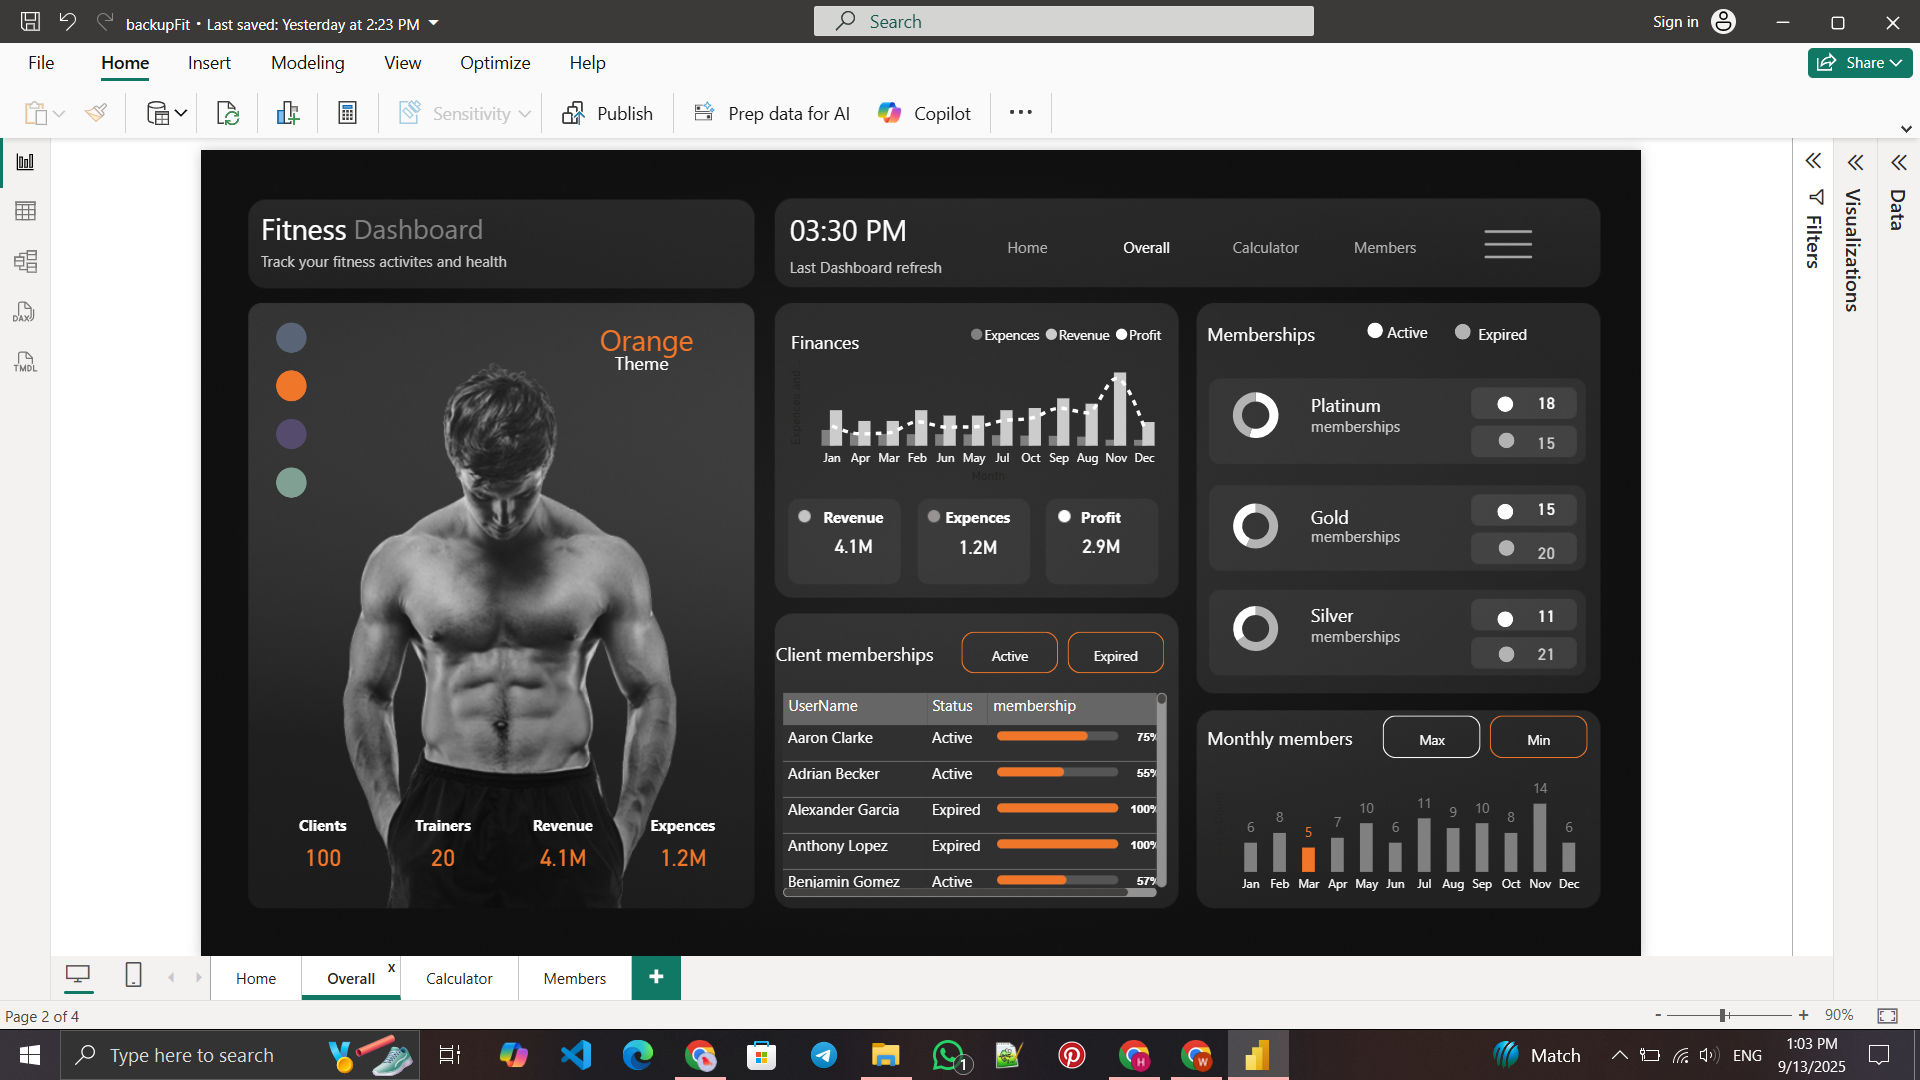 backupFit • Last saved: Yesterday at 2:23 PM
Search
Sign in
File Home Insert Modeling View Optimize Help
Share
Sensitivity
Publish
Prep data for AI
Copilot
DAX
TMDL
Filters
Visualizations
Data
Fitness Dashboard
Track your fitness activites and health
03:30 PM
Last Dashboard refresh
Home Overall Calculator Members
Orange
Theme
Clients Trainers Revenue Expences
100 20 4.1M 1.2M
Finances
Expences Revenue Profit
Expences and
Jan Apr Mar Feb Jun May Jul Oct Sep Aug Nov Dec
Month
Revenue Expences Profit
4.1M 1.2M 2.9M
Memberships
Active Expired
Platinum
memberships
18
15
Gold
memberships
15
20
Silver
memberships
11
21
Client memberships
Active Expired
UserName Status membership
Aaron Clarke Active 75%
Adrian Becker Active 55%
Alexander Garcia Expired 100%
Anthony Lopez Expired 100%
Benjamin Gomez Active 57%
Monthly members
Max Min
6 8 5 7 10 6 11 9 10 8 14 6
Jan Feb Mar Apr May Jun Jul Aug Sep Oct Nov Dec
Home Overall x Calculator Members +
Page 2 of 4
- + 90%
Type here to search
1
H
W
Match
ENG
1:03 PM
9/13/2025